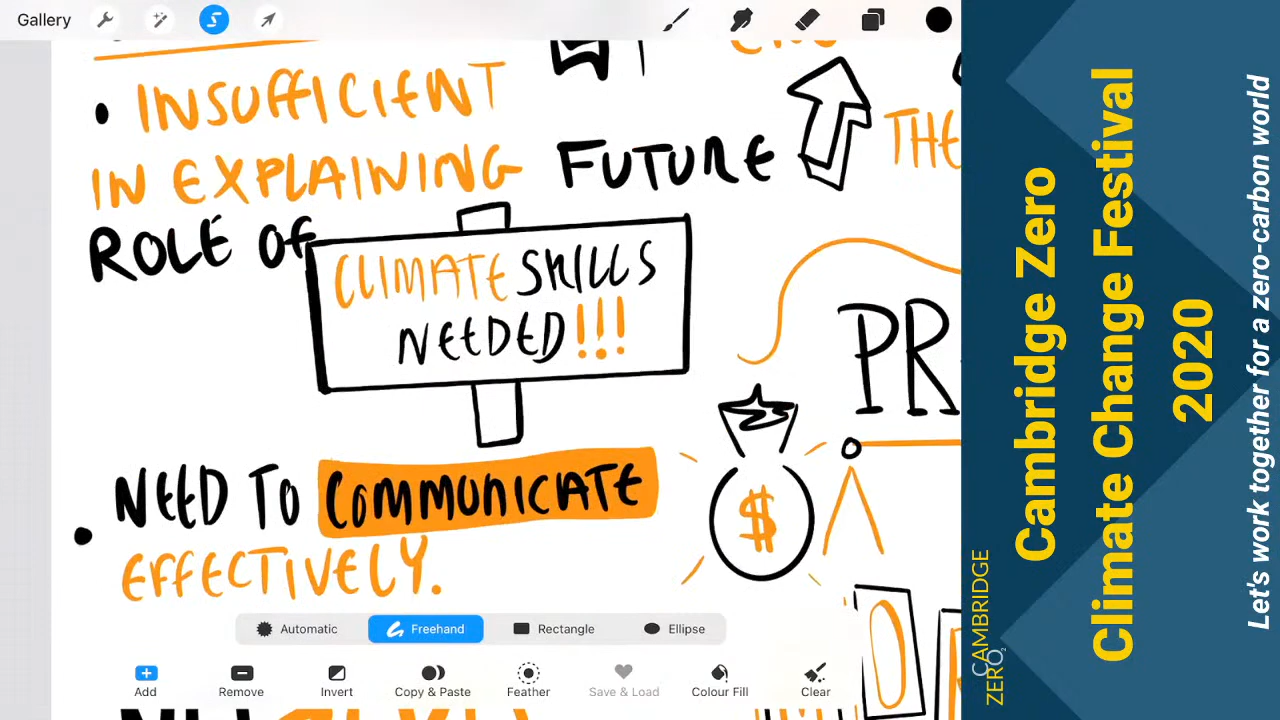 Gallery
• INSUFFICIENT
IN EXPLAINING FUTURE
ROLE OF
CLIMATE SKILLS
NEEDED!!!
• NEED TO COMMUNICATE
EFFECTIVELY.
THE
PR
$
Automatic
Freehand
Rectangle
Ellipse
Add
Remove
Invert
Copy & Paste
Feather
Save & Load
Colour Fill
Clear
CAMBRIDGE
ZERO₂
Cambridge Zero
Climate Change Festival
2020
Let's work together for a zero-carbon world